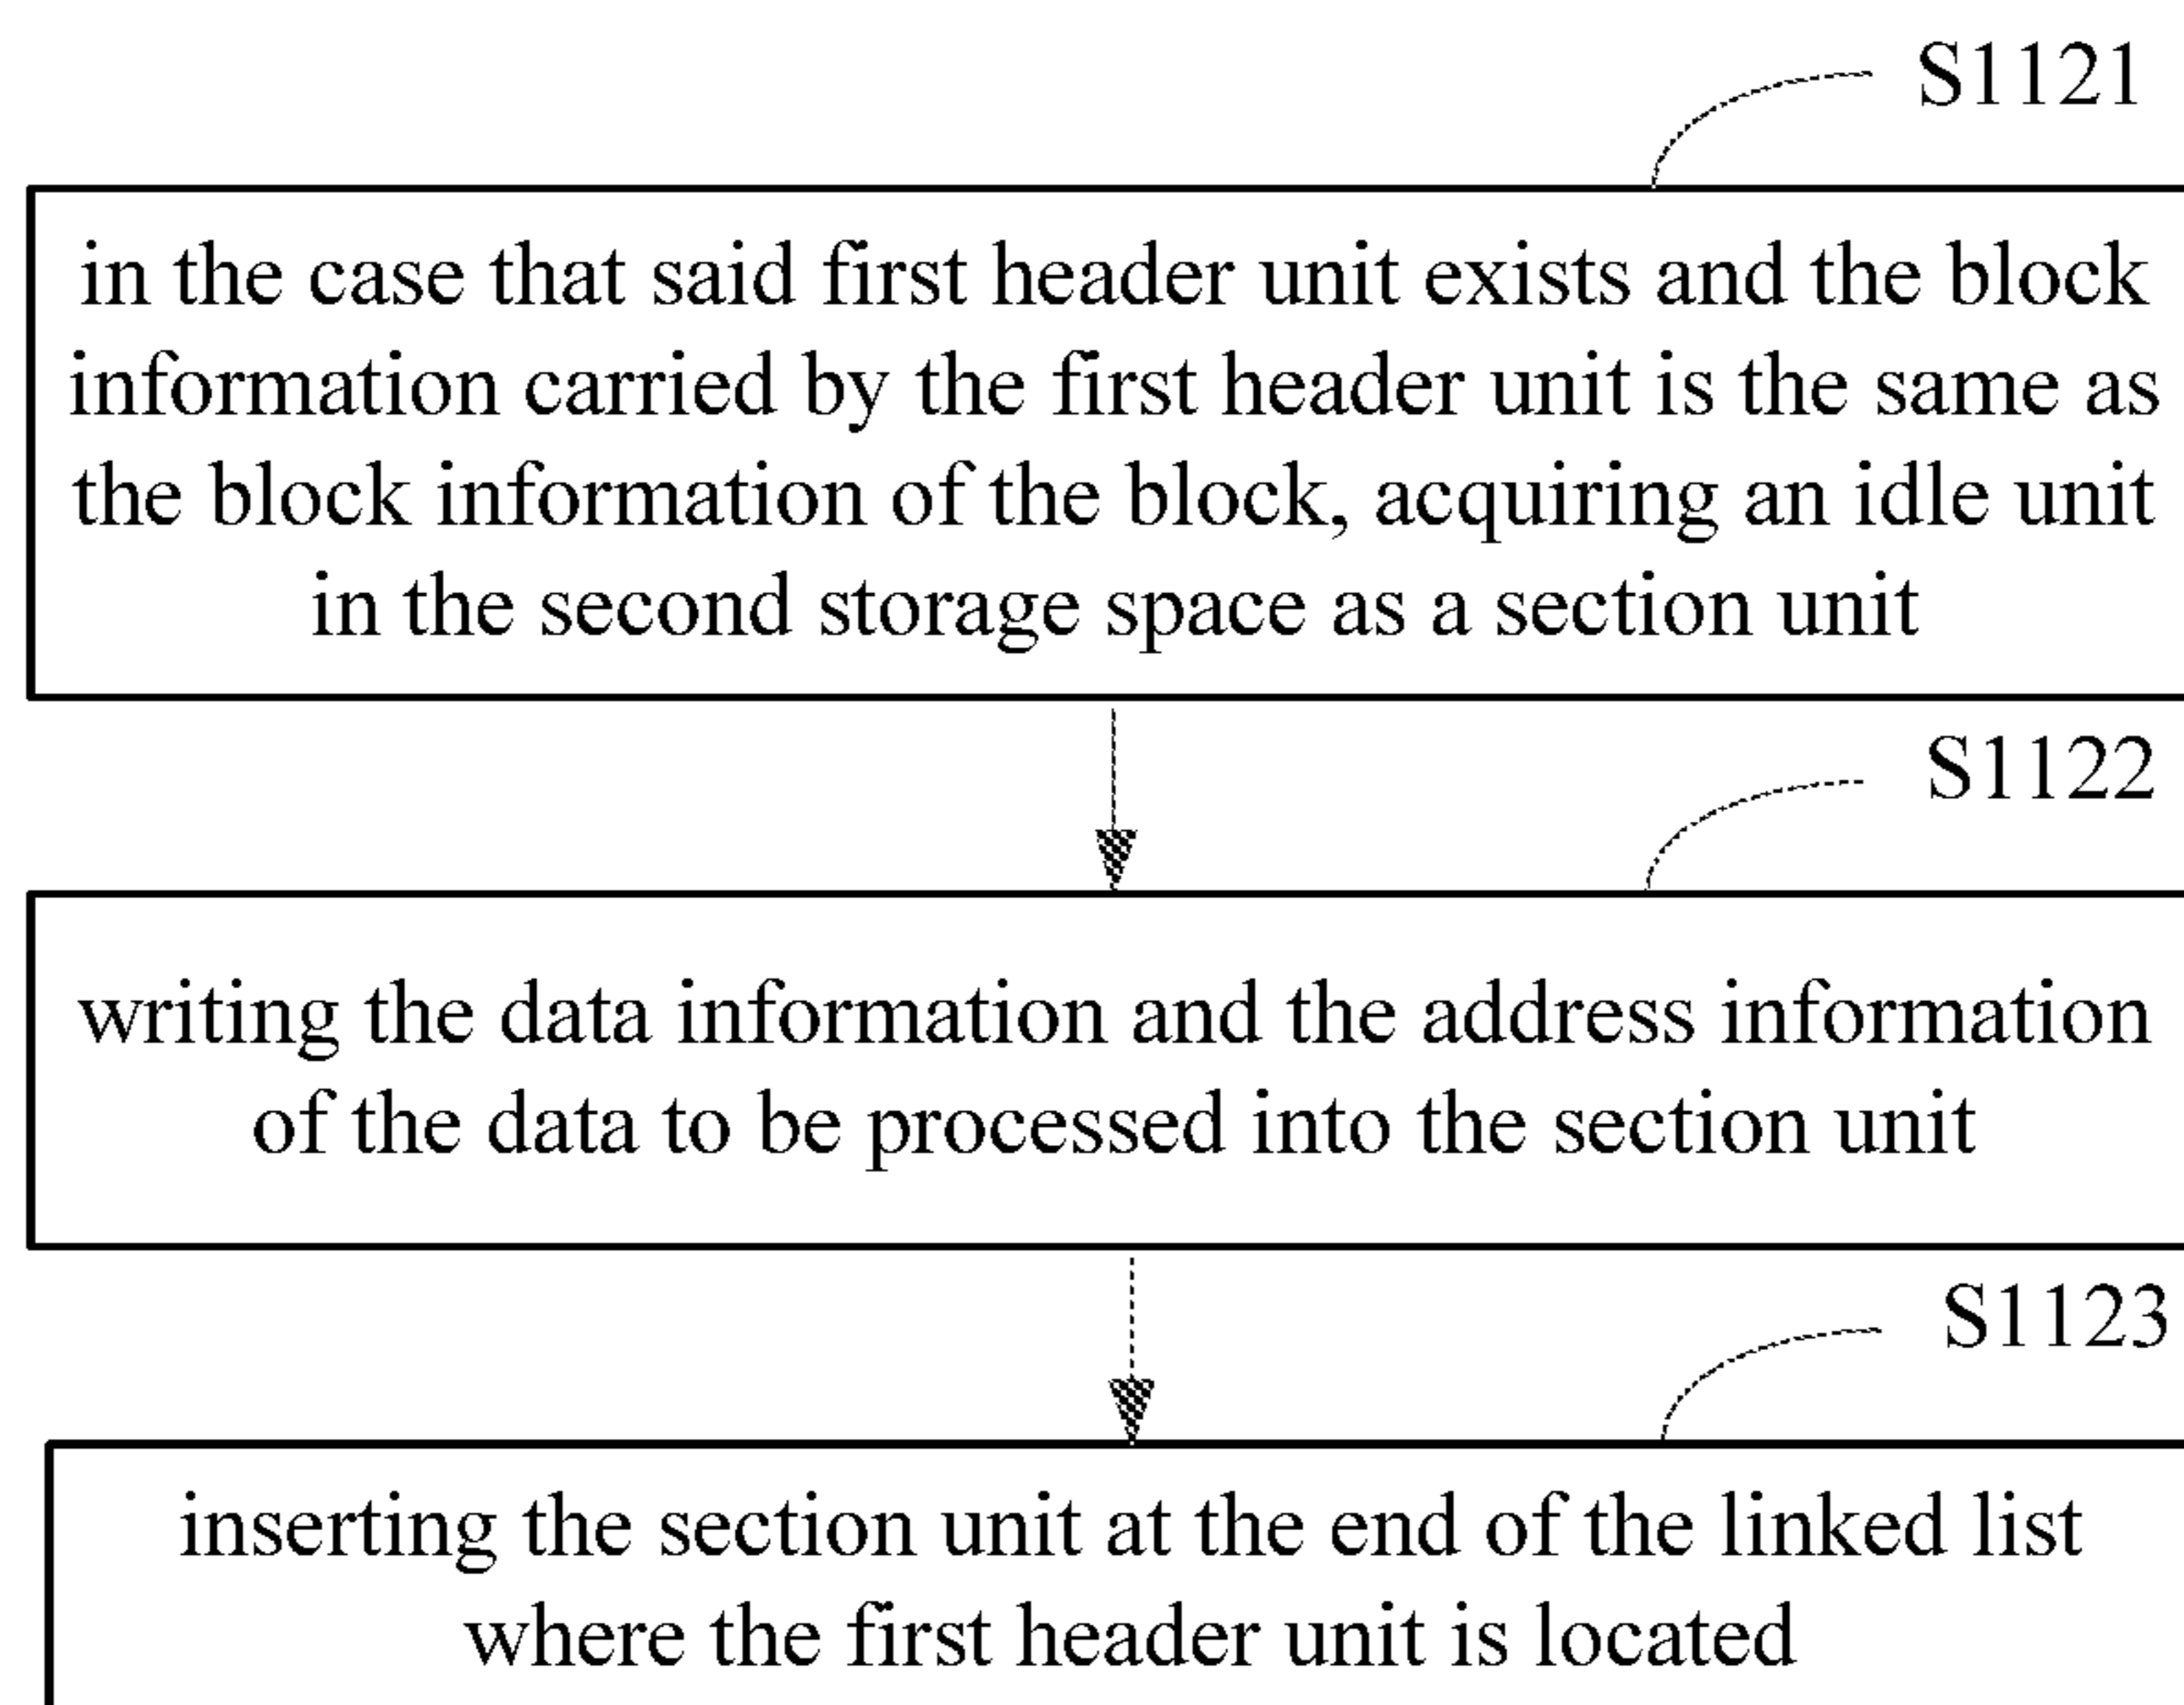 S1121
in the case that said first header unit exists and the block
information carried by the first header unit is the same as
the block information of the block, acquiring an idle unit
in the second storage space as a section unit
S1122
writing the data information and the address information
of the data to be processed into the section unit
S1123
inserting the section unit at the end of the linked list
where the first header unit is located